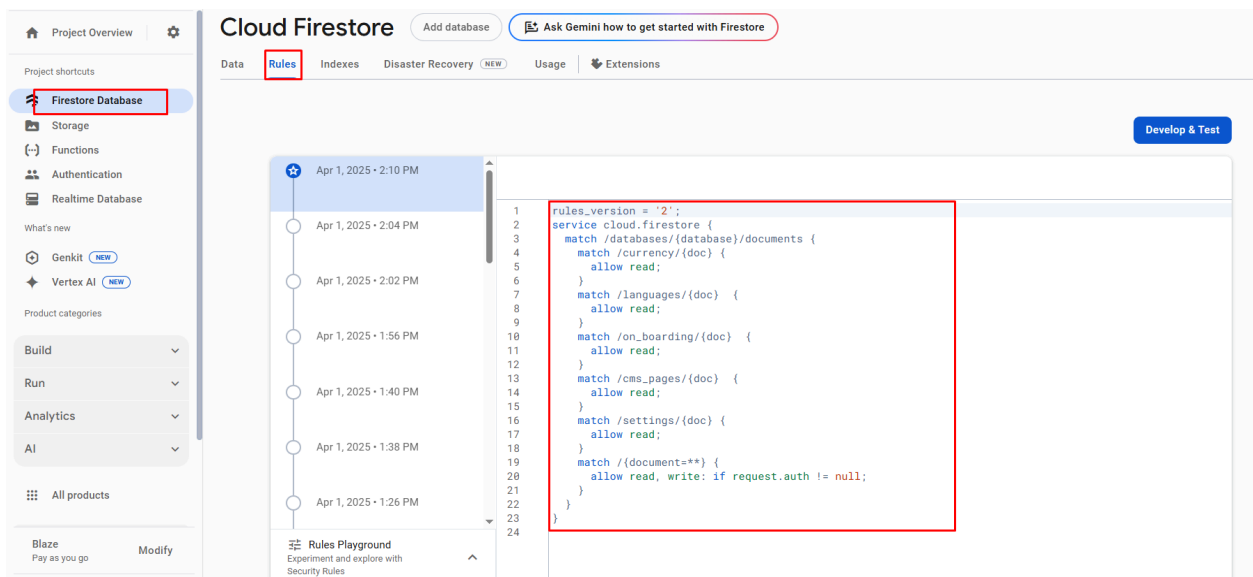 Project Overview
Project shortcuts
Firestore Database
Storage
Functions
Authentication
Realtime Database
What's new
Genkit NEW
Vertex AI NEW
Product categories
Build
Run
Analytics
AI
All products
Blaze
Pay as you go
Modify
Cloud Firestore
Add database
Ask Gemini how to get started with Firestore
Data Rules Indexes Disaster Recovery NEW Usage Extensions
Develop & Test
Apr 1, 2025 • 2:10 PM
Apr 1, 2025 • 2:04 PM
Apr 1, 2025 • 2:02 PM
Apr 1, 2025 • 1:56 PM
Apr 1, 2025 • 1:40 PM
Apr 1, 2025 • 1:38 PM
Apr 1, 2025 • 1:26 PM
Rules Playground
Experiment and explore with
Security Rules
1 rules_version = '2';
2 service cloud.firestore {
3   match /databases/{database}/documents {
4     match /currency/{doc} {
5       allow read;
6     }
7     match /languages/{doc}  {
8       allow read;
9     }
10     match /on_boarding/{doc}  {
11       allow read;
12     }
13     match /cms_pages/{doc}  {
14       allow read;
15     }
16     match /settings/{doc} {
17       allow read;
18     }
19     match /{document=**} {
20       allow read, write: if request.auth != null;
21     }
22   }
23 }
24